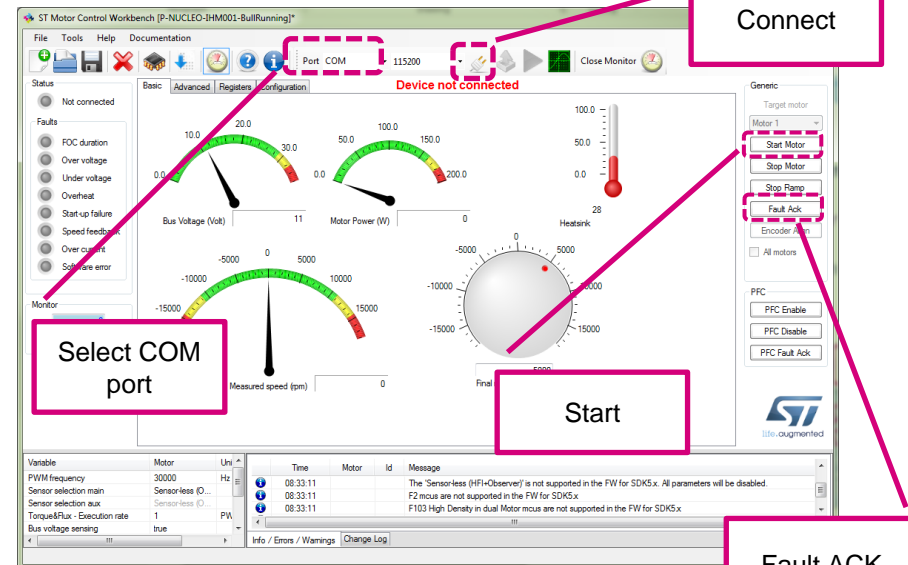 ST Motor Control Workbench [P-NUCLEO-IHM001-BullRunning]*
Connect
File Tools Help Documentation
Port COM 115200 Close Monitor
Status
Not connected
Faults
FOC duration
Over voltage
Under voltage
Overheat
Start up failure
Speed feedback
Over current
Software error
Monitor
Basic Advanced Registers Configuration
Device not connected
0.0 10.0 20.0 30.0
Bus Voltage (Volt) 11
0.0 50.0 100.0 150.0 200.0
Motor Power (W) 0
100.0
50.0
0.0
28
Heatsink
-15000 -10000 -5000 0 5000 10000 15000
Measured speed (rpm) 0
-15000 -10000 -5000 0 5000 15000
Final
Generic
Target motor
Motor 1
Start Motor
Stop Motor
Stop Ramp
Fault Ack
Encoder Align
All motors
PFC
PFC Enable
PFC Disable
PFC Fault Ack
Select COM
port
Start
ST
life.augmented
Variable Motor Uni
PWM frequency 30000 Hz
Sensor selection main Sensor-less (O...
Sensor selection aux Sensor-less (O...
Torque&Flux - Execution rate 1 PW
Bus voltage sensing true
Time Motor Id Message
08:33:11 The 'Sensor-less (HFI+Observer)' is not supported in the FW for SDK5.x. All parameters will be disabled.
08:33:11 F2 mcus are not supported in the FW for SDK5.x
08:33:11 F103 High Density in dual Motor mcus are not supported in the FW for SDK5.x
Info / Errors / Warnings Change Log
Fault ACK